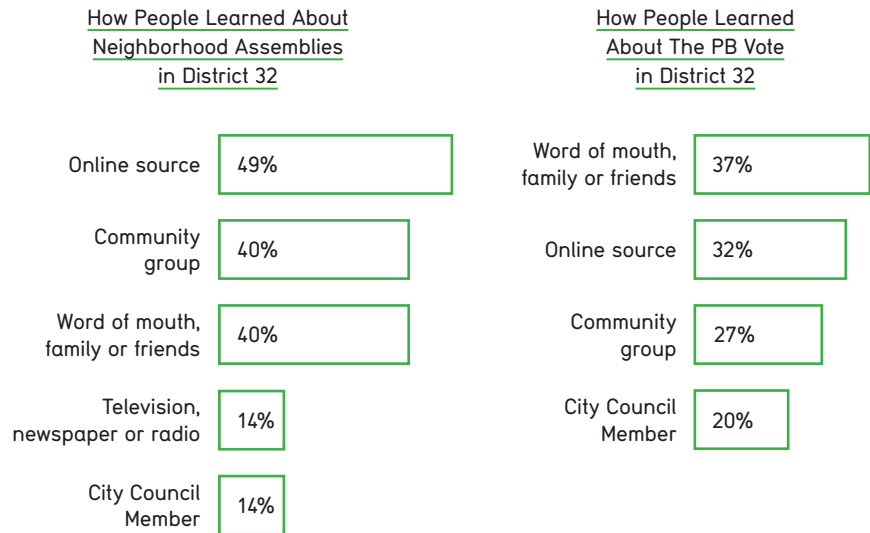 How People Learned About
Neighborhood Assemblies
in District 32
Online source
49%
Community
group
40%
Word of mouth,
family or friends
40%
Television,
newspaper or radio
14%
City Council
Member
14%
How People Learned
About The PB Vote
in District 32
Word of mouth,
family or friends
37%
Online source
32%
Community
group
27%
City Council
Member
20%